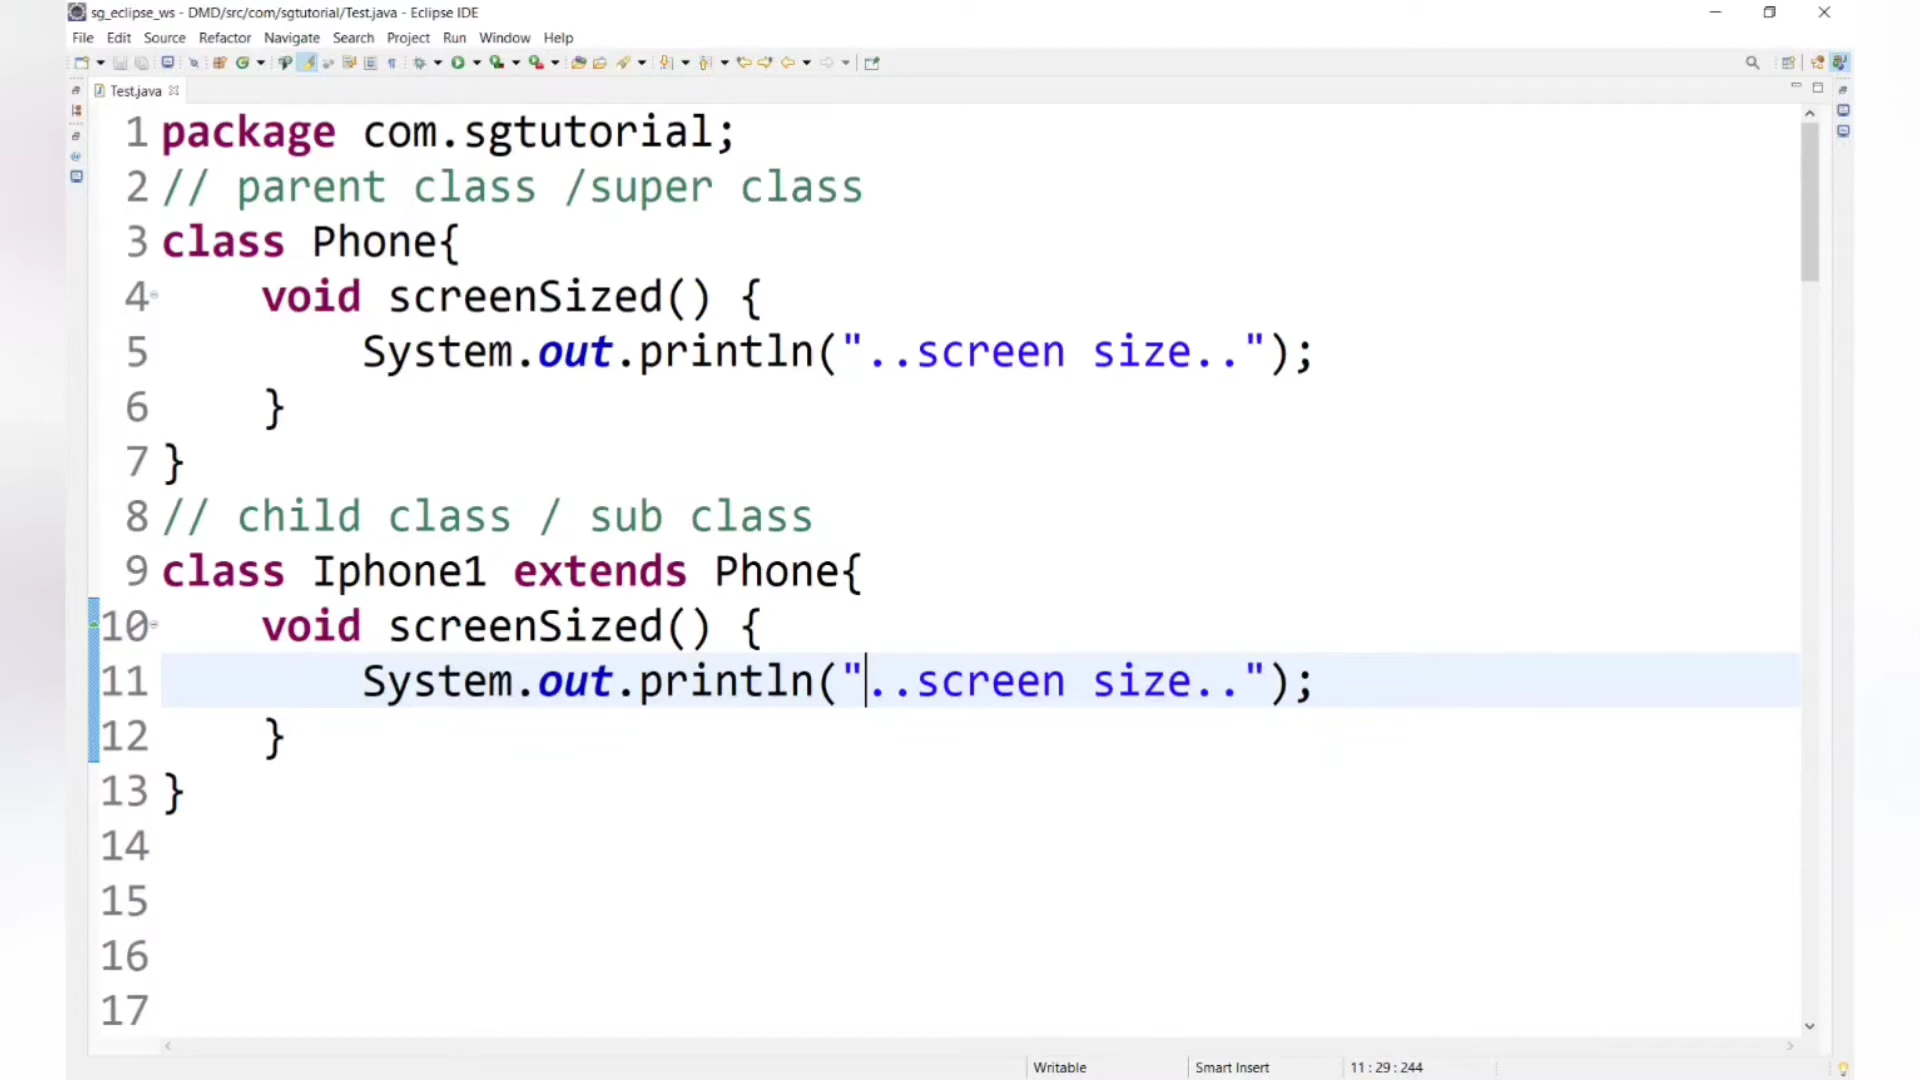 sg_eclipse_ws - DMD/src/com/sgtutorial/Test.java - Eclipse IDE
File Edit Source Refactor Navigate Search Project Run Window Help
Test.java
1 package com.sgtutorial;
2 // parent class /super class
3 class Phone{
4 void screenSized() {
5 System.out.println("..screen size..");
6 }
7 }
8 // child class / sub class
9 class Iphone1 extends Phone{
10 void screenSized() {
11 System.out.println("..screen size..");
12 }
13 }
14
15
16
17
Writable Smart Insert 11 : 29 : 244